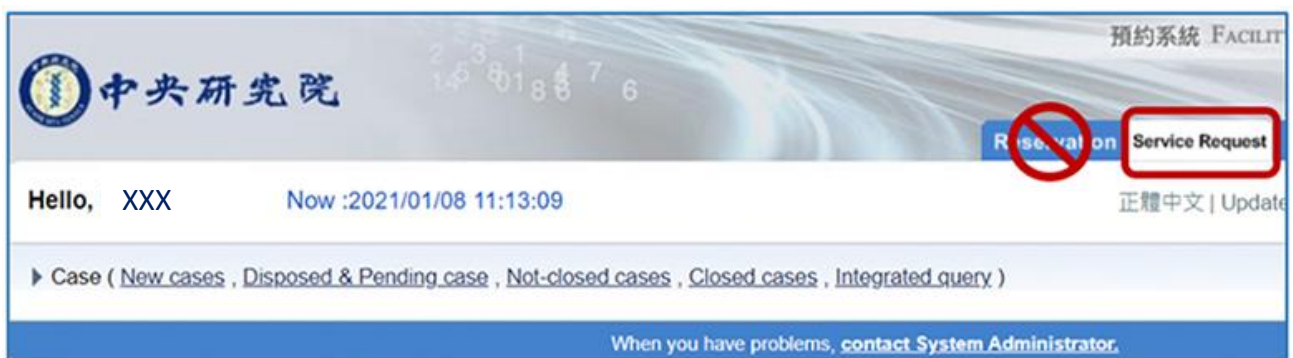 預約系統 FACILIT
中央研究院
Reservation Service Request
Hello, XXX Now :2021/01/08 11:13:09 正體中文 | Update
Case ( New cases , Disposed & Pending case , Not-closed cases , Closed cases , Integrated query )
When you have problems, contact System Administrator.